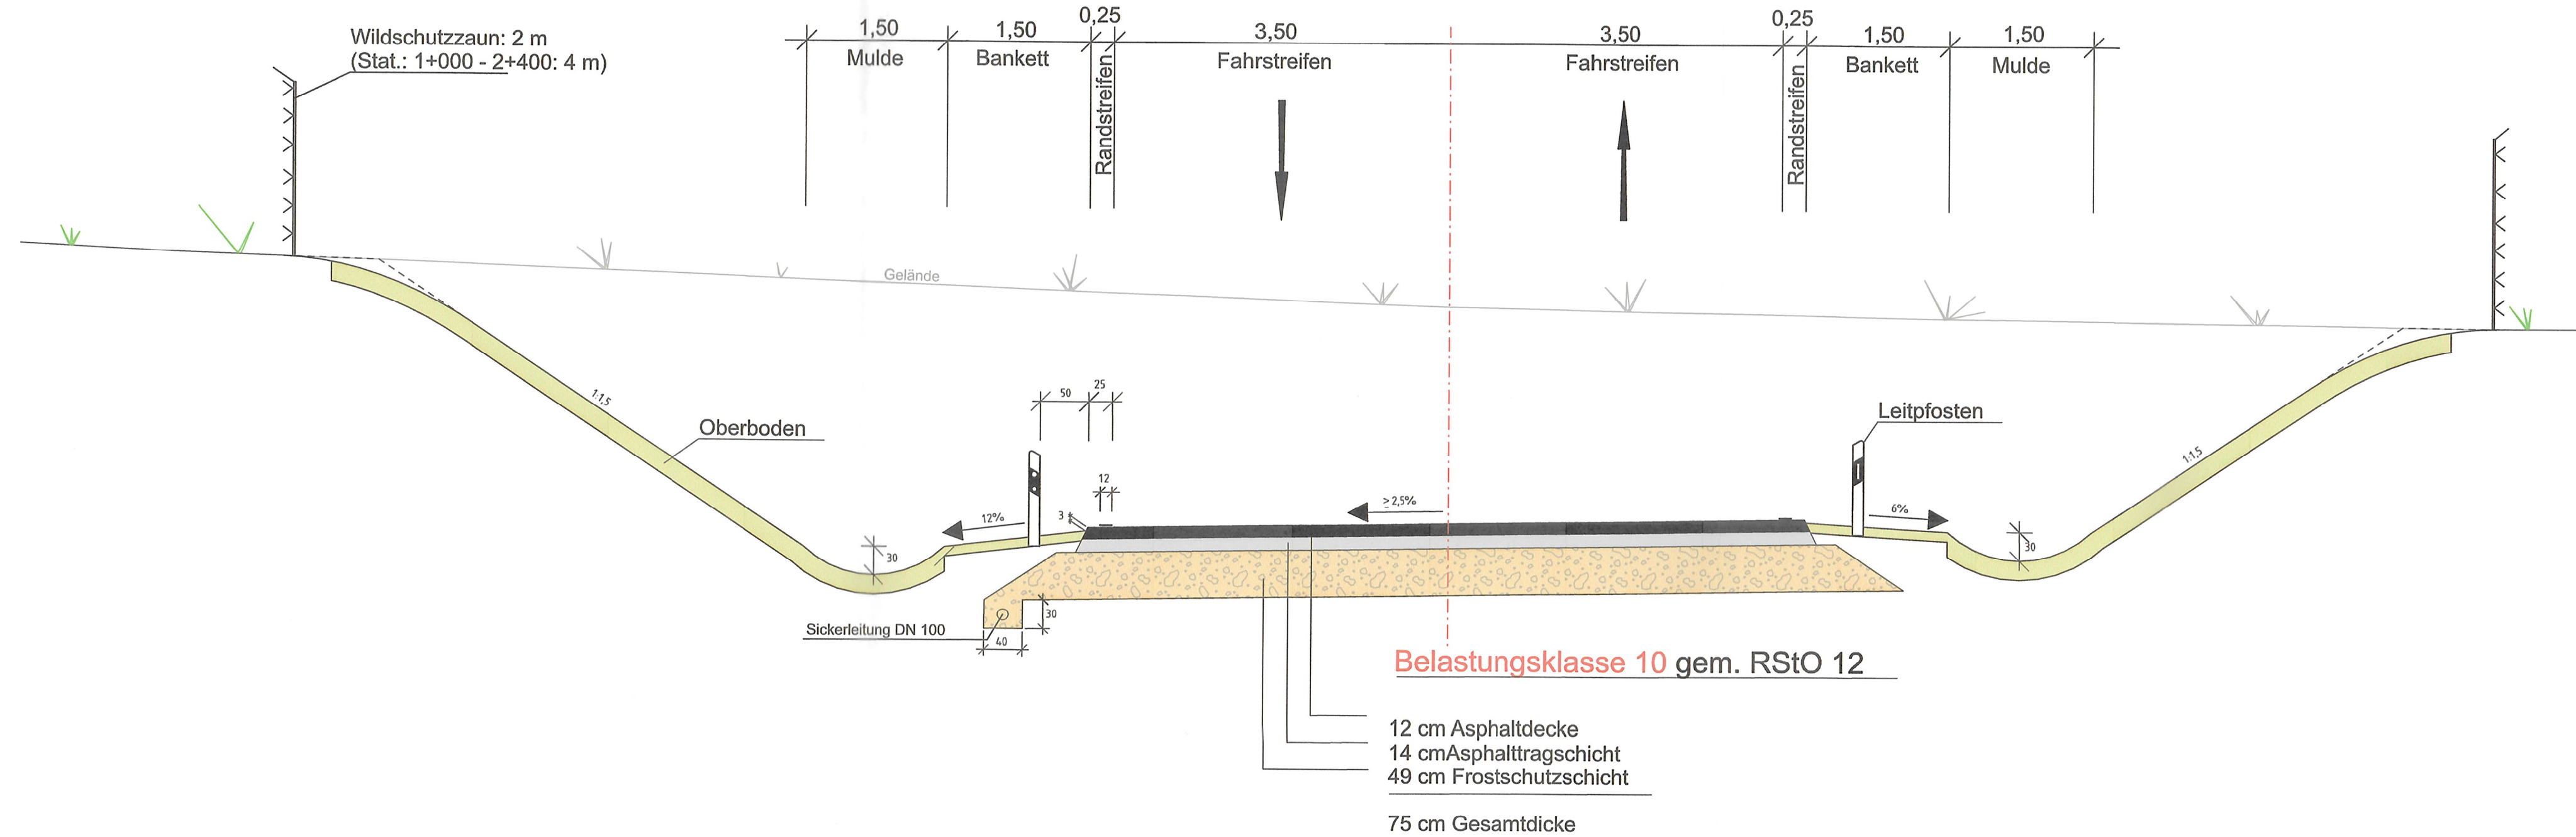 Wildschutzzaun: 2 m
(Stat.: 1+000 - 2+400: 4 m)
1,50
Mulde
1,50
Bankett
0,25
Randstreifen
3,50
Fahrstreifen
3,50
Fahrstreifen
0,25
Randstreifen
1,50
Bankett
1,50
Mulde
Gelände
1:1,5
Oberboden
50
25
Leitpfosten
1:1,5
12
3
12%
≥ 2,5%
6%
30
30
Sickerleitung DN 100
30
40
Belastungsklasse 10 gem. RStO 12
12 cm Asphaltdecke
14 cmAsphalttragschicht
49 cm Frostschutzschicht
75 cm Gesamtdicke